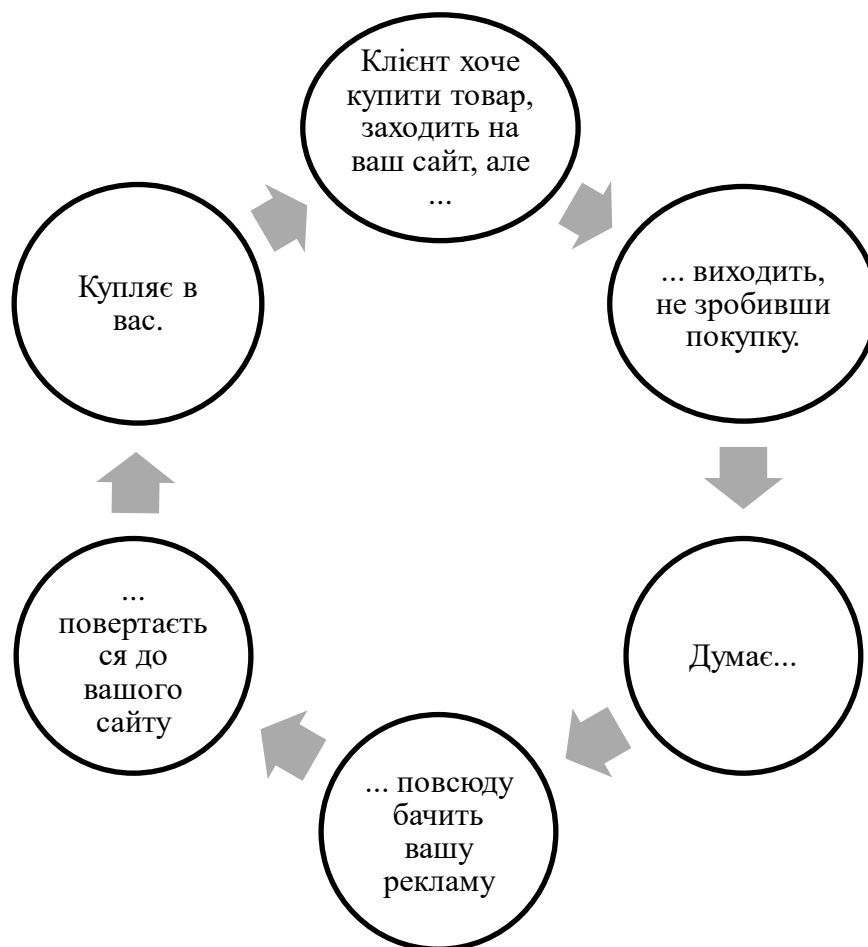 Клієнт хоче
купити товар,
заходить на
ваш сайт, але
...
... виходить,
не зробивши
покупку.
Думає...
... повсюду
бачить
вашу
рекламу
...
повертаєть
ся до
вашого
сайту
Купляє в
вас.